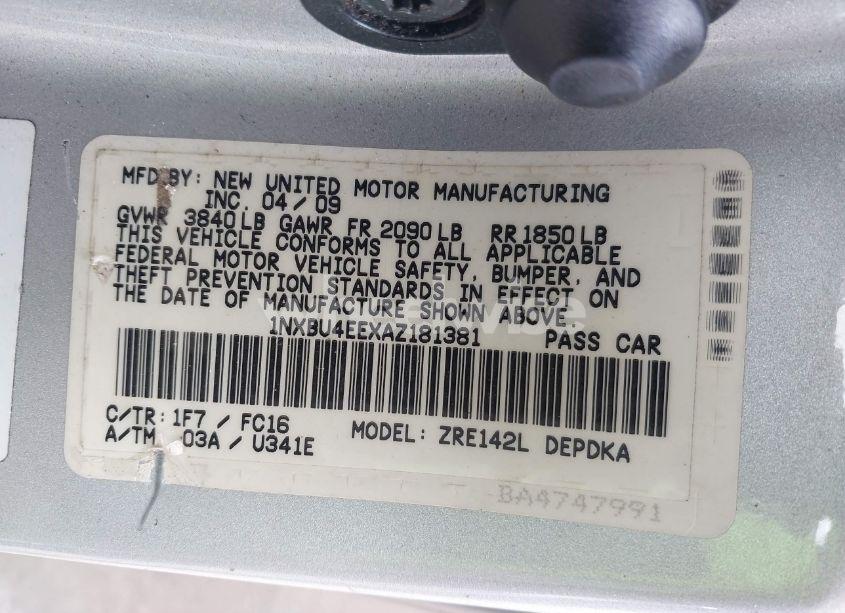 MFD BY: NEW UNITED MOTOR MANUFACTURING
INC. 04 / 09
GVWR 3840 LB GAWR FR 2090 LB RR 1850 LB
THIS VEHICLE CONFORMS TO ALL APPLICABLE
FEDERAL MOTOR VEHICLE SAFETY, BUMPER, AND
THEFT PREVENTION STANDARDS IN EFFECT ON
THE DATE OF MANUFACTURE SHOWN ABOVE.
1NXBU4EEXAZ181381 PASS CAR
C/TR: 1F7 / FC16
A/TM 03A / U341E MODEL: ZRE142L DEPDKA
BA4747991